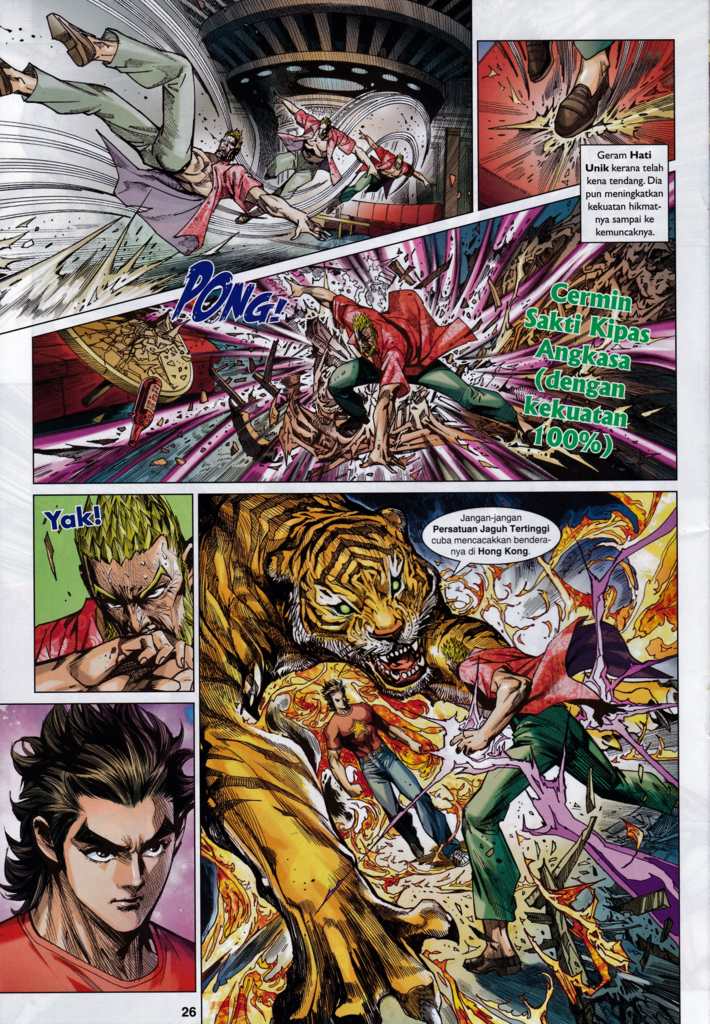 Geram Hati
Unik kerana telah
kena tendang. Dia
pun meningkatkan
kekuatan hikmat-
nya sampai ke
kemuncaknya.
PONG!
Cermin
Sakti Kipas
Angkasa
(dengan
kekuatan
100%)
Yak!
Jangan-jangan
Persatuan Jaguh Tertinggi
cuba mencacakkan bendera-
nya di Hong Kong.
26